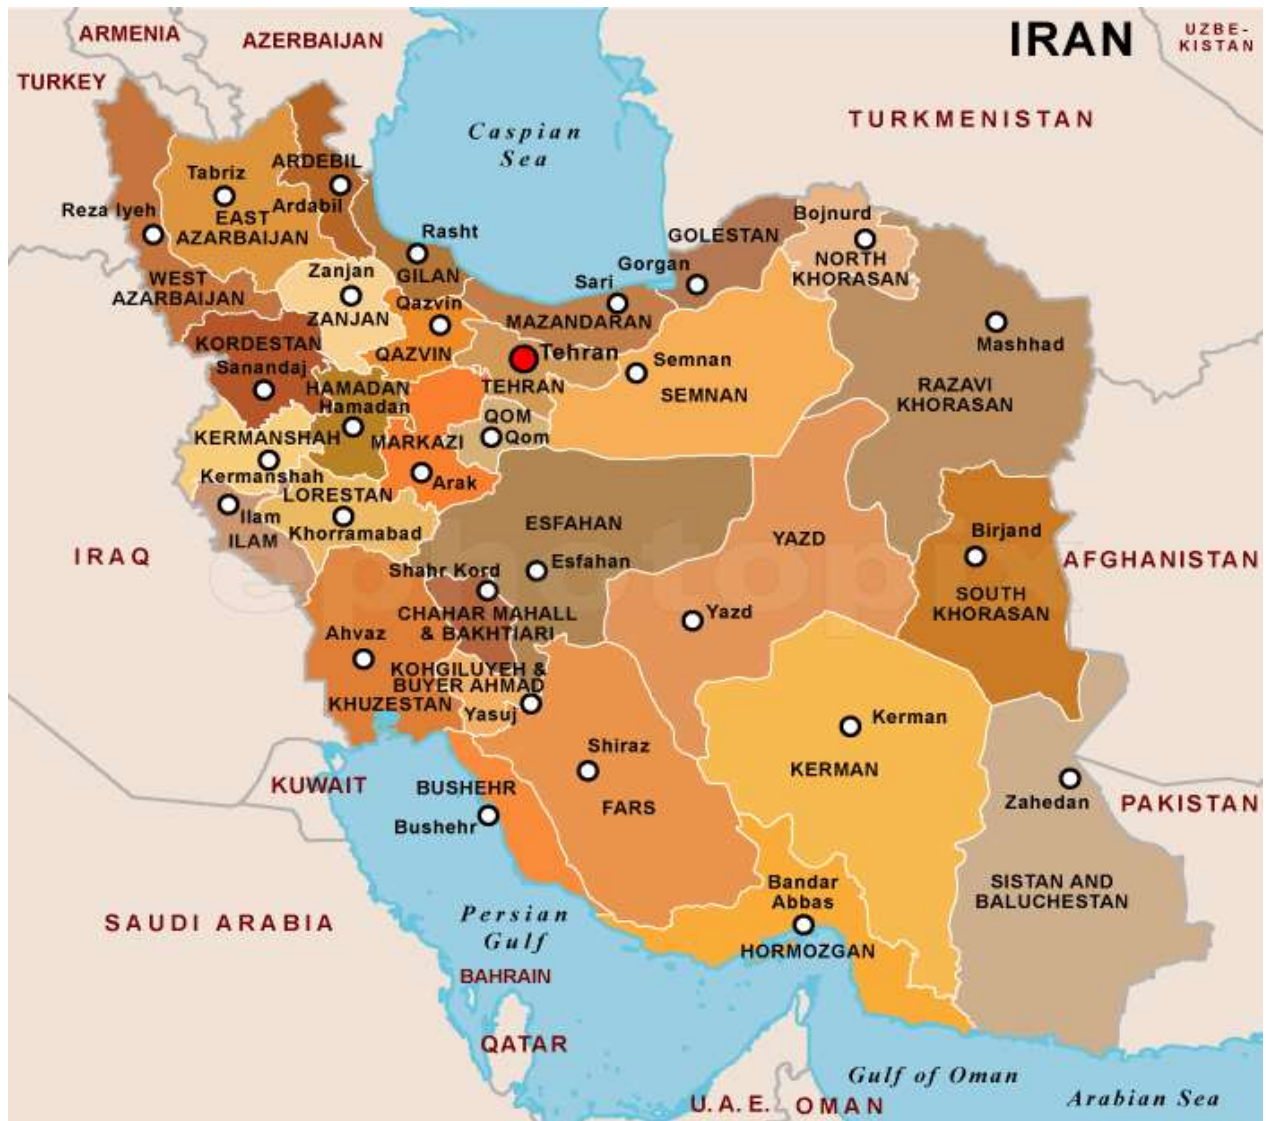 ARMENIA
AZERBAIJAN
IRAN
UZBE-
KISTAN
TURKEY
Caspian
Sea
TURKMENISTAN
Tabriz
ARDEBIL
Reza Iyeh
EAST
AZARBAIJAN
Ardabil
Rasht
GOLESTAN
Bojnurd
NORTH
KHORASAN
WEST
AZARBAIJAN
Zanjan
GILAN
Gorgan
Sari
ZANJAN
Qazvin
MAZANDARAN
KORDESTAN
QAZVIN
Tehran
TEHRAN
Semnan
SEMNAN
Mashhad
RAZAVI
KHORASAN
Sanandaj
HAMADAN
Hamadan
QOM
Qom
KERMANSHAH
Kermanshah
MARKAZI
Arak
LORESTAN
Khorramabad
Ilam
ILAM
IRAQ
ESFAHAN
Esfahan
YAZD
Yazd
Birjand
SOUTH
KHORASAN
AFGHANISTAN
ephotopix
Shahr Kord
CHAHAR MAHALL
& BAKHTIARI
Ahvaz
KHUZESTAN
KOHGILUYEH &
BUYER AHMAD
Yasuj
Kerman
KERMAN
Shiraz
FARS
KUWAIT
BUSHEHR
Bushehr
Zahedan
PAKISTAN
SISTAN AND
BALUCHESTAN
Bandar
Abbas
HORMOZGAN
SAUDI ARABIA
Persian
Gulf
BAHRAIN
QATAR
U. A. E.
OMAN
Gulf of Oman
Arabian Sea